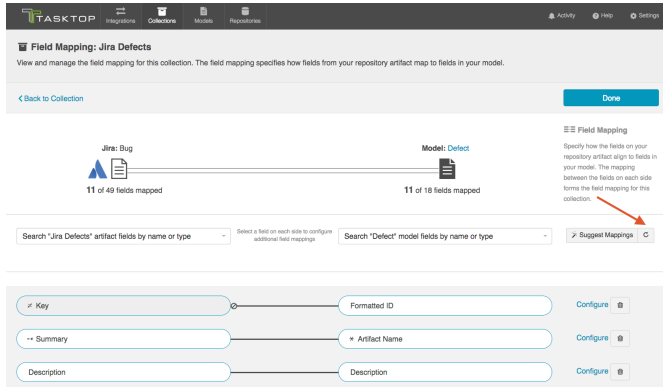 TASKTOP
Integrations
Collections
Models
Repositories
Activity
Help
Settings
Field Mapping: Jira Defects
View and manage the field mapping for this collection. The field mapping specifies how fields from your repository artifact map to fields in your model.
Back to Collection
Done
Jira: Bug
11 of 49 fields mapped
Model: Defect
11 of 18 fields mapped
Field Mapping
Specify how the fields on your
repository artifact align to fields in
your model. The mapping
between the fields on each side
forms the field mapping for this
collection.
Search "Jira Defects" artifact fields by name or type
Select a field on each side to configure
additional field mappings
Search "Defect" model fields by name or type
Suggest Mappings
Key
Formatted ID
Configure
Summary
* Artifact Name
Configure
Description
Description
Configure